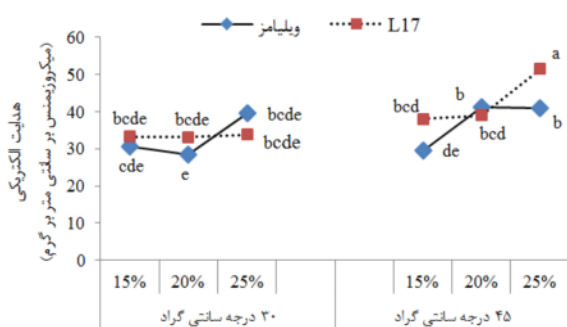 ویلیامز L17
هدایت الکتریکی
(میکروزیمنس بر سانتی متر بر گرم)
60
50
40
30
20
10
0
bcde bcde bcde
cde e bcde
bcd b a
de bcd b
15% 20% 25% 15% 20% 25%
۳۰ درجه سانتی گراد ۴۵ درجه سانتی گراد